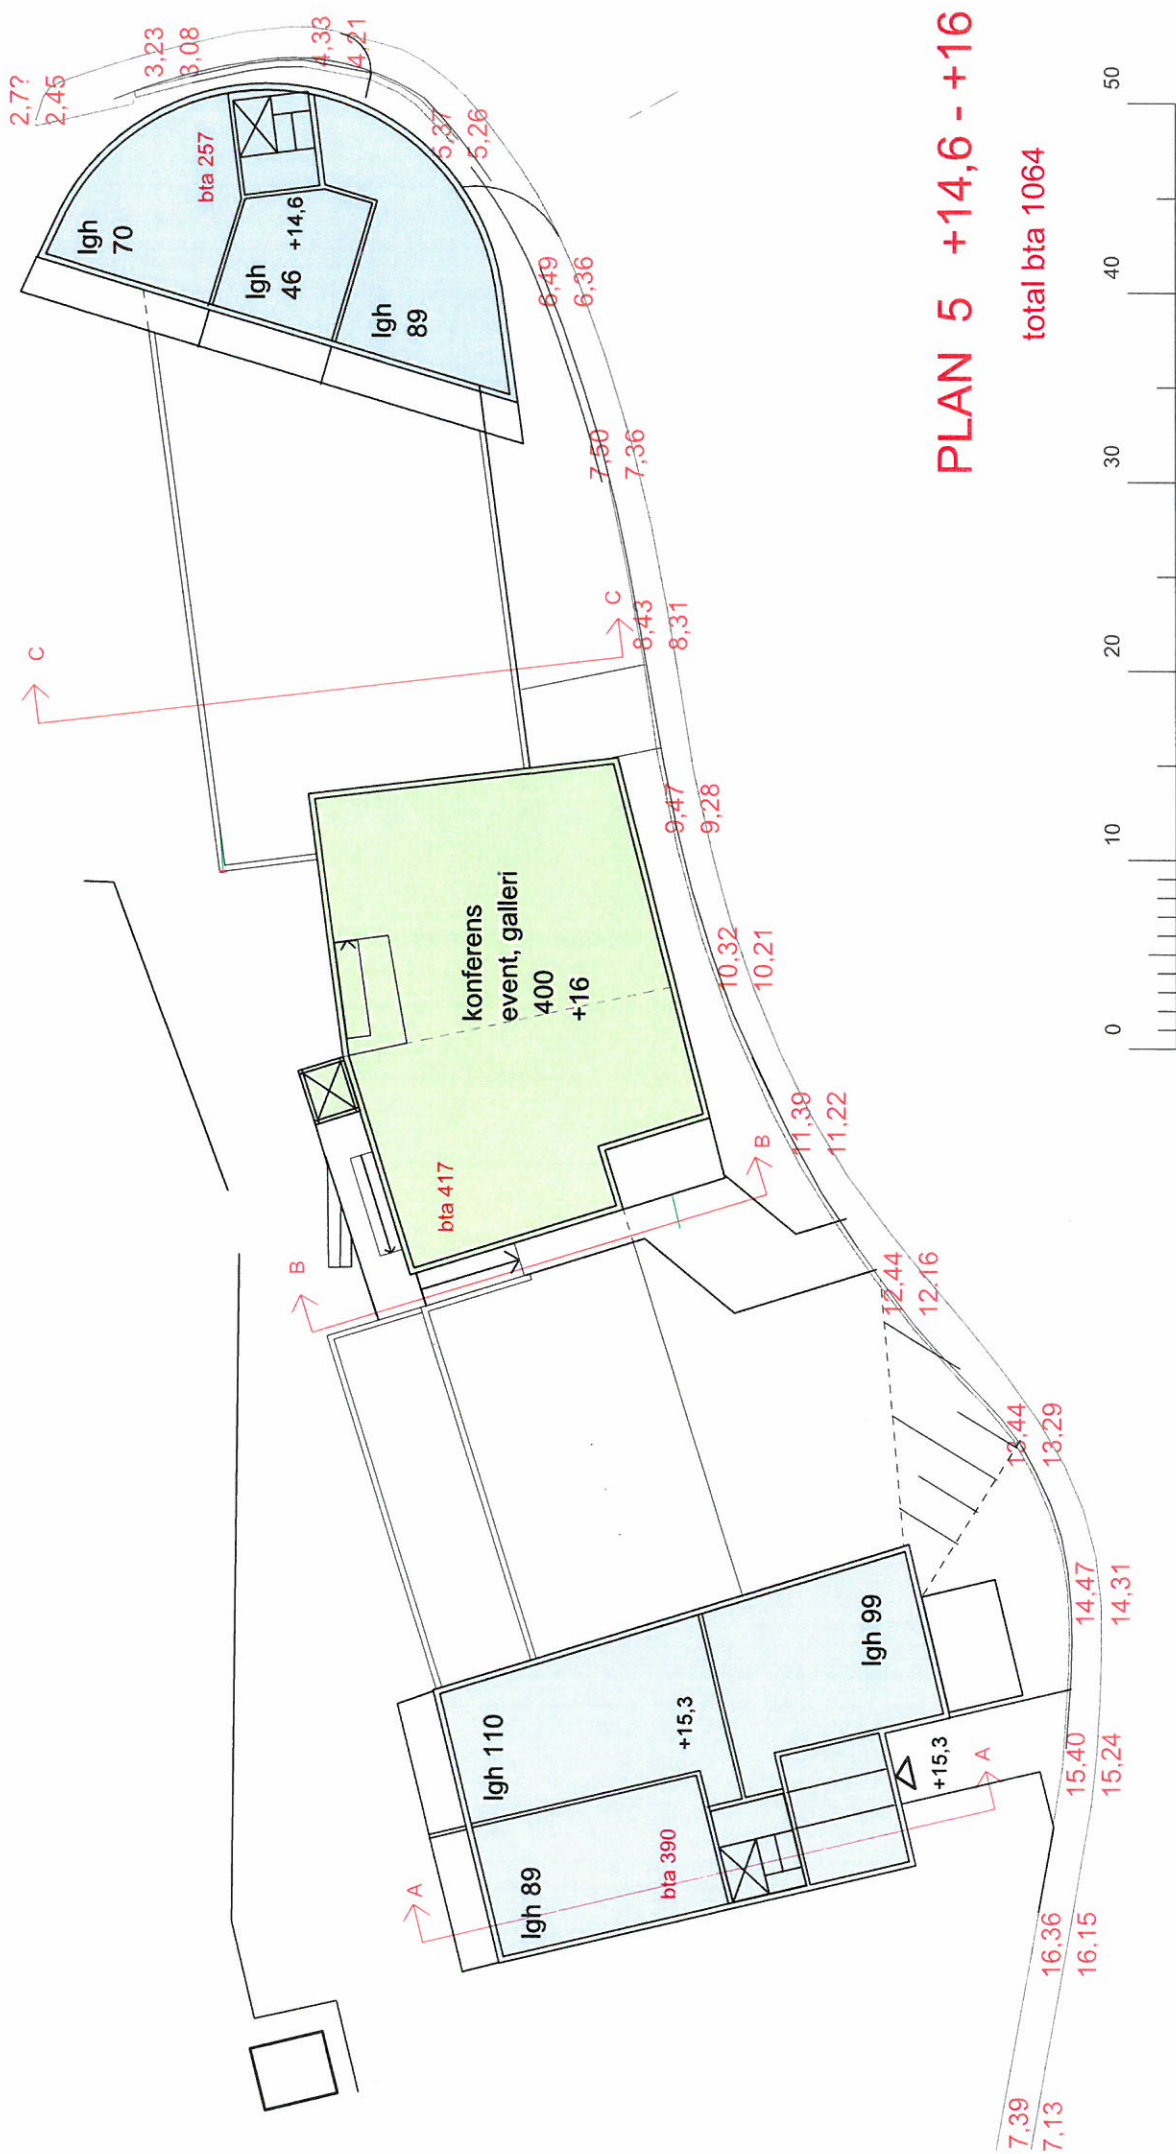 2,7?
2,45
3,23
3,08
4,33
4,21
5,37
5,26
6,49
6,36
7,50
7,36
8,43
8,31
9,47
9,28
10,32
10,21
11,39
11,22
12,44
12,16
13,44
13,29
14,47
14,31
15,40
15,24
16,36
16,15
7,39
7,13
lgh
70
bta 257
lgh
46
+14,6
lgh
89
C
C
konferens
event, galleri
400
+16
bta 417
B
B
lgh 110
+15,3
lgh 99
lgh 89
bta 390
+15,3
A
A
PLAN 5 +14,6 - +16
total bta 1064
0
10
20
30
40
50